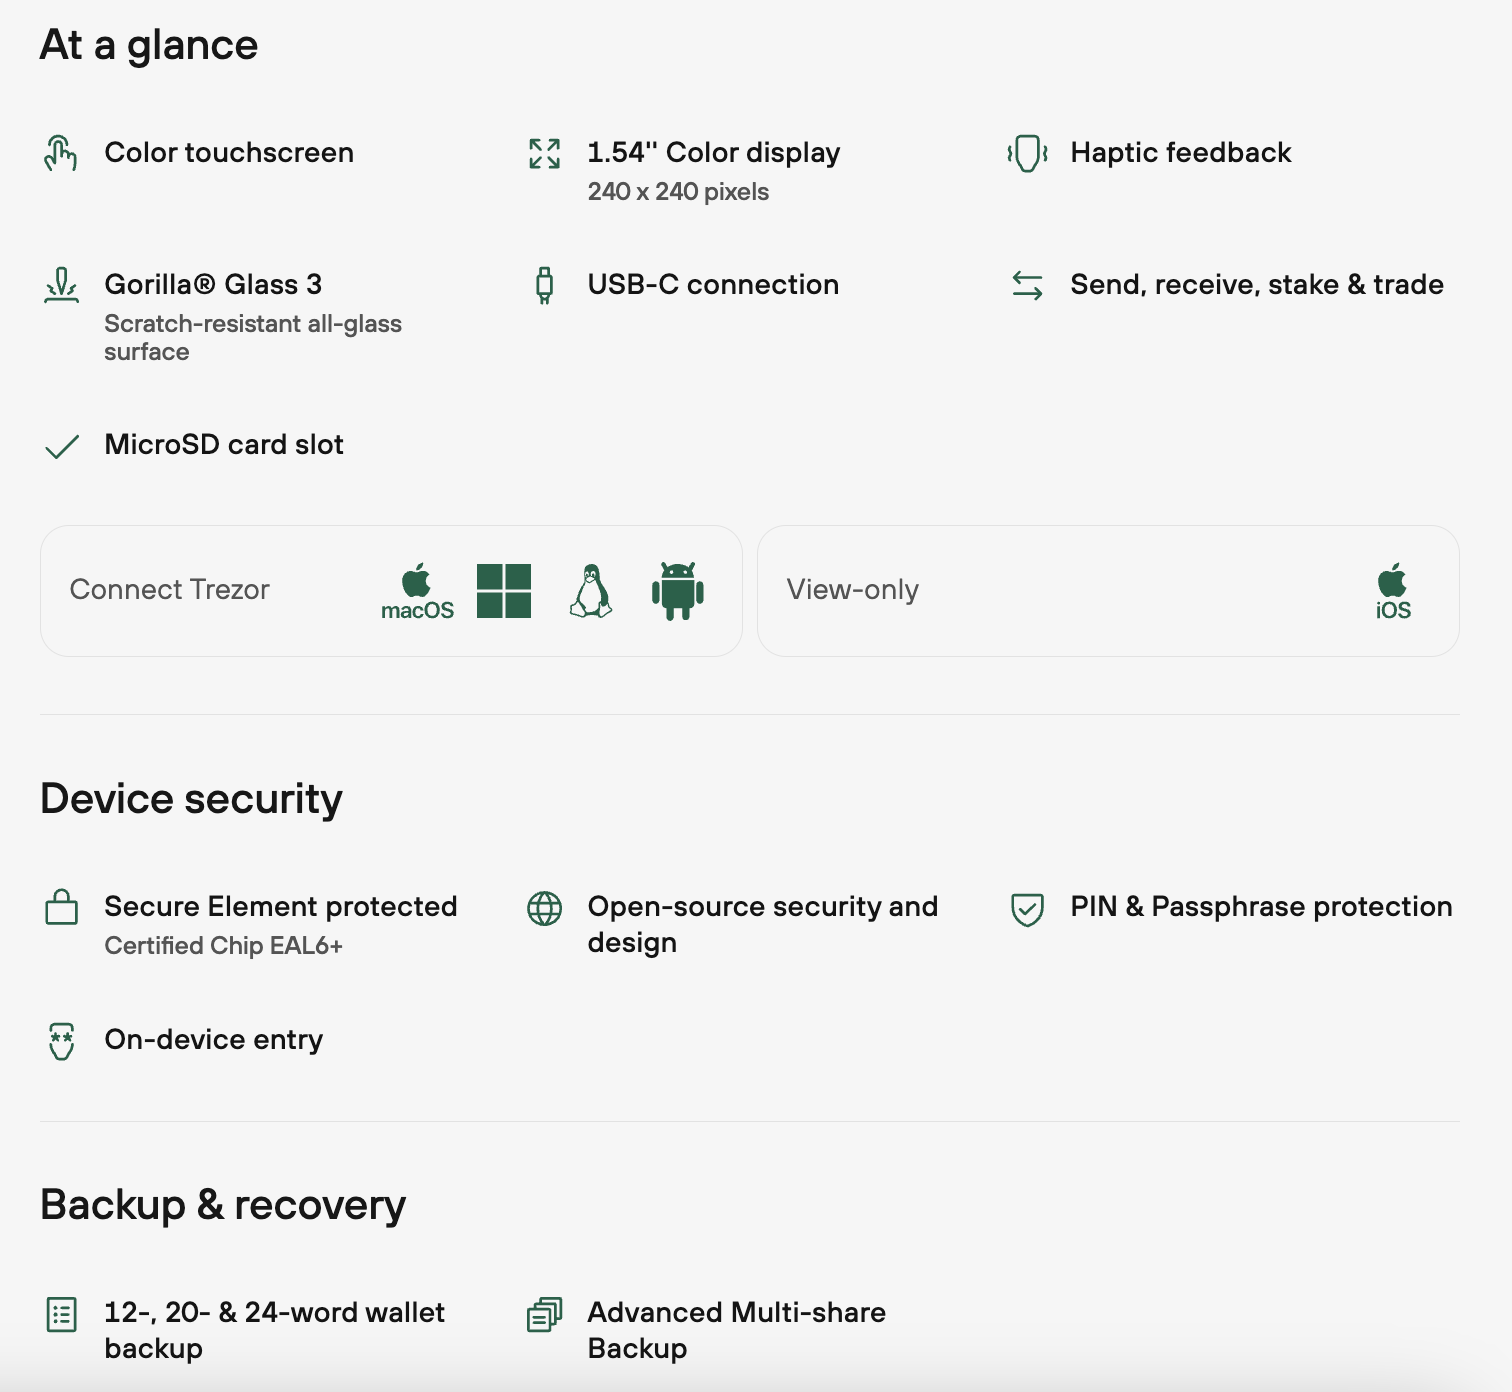 At a glance
Color touchscreen
1.54" Color display
240 x 240 pixels
Haptic feedback
Gorilla® Glass 3
Scratch-resistant all-glass
surface
USB-C connection
Send, receive, stake & trade
MicroSD card slot
Connect Trezor
macOS
View-only
iOS
Device security
Secure Element protected
Certified Chip EAL6+
Open-source security and
design
PIN & Passphrase protection
On-device entry
Backup & recovery
12-, 20- & 24-word wallet
backup
Advanced Multi-share
Backup